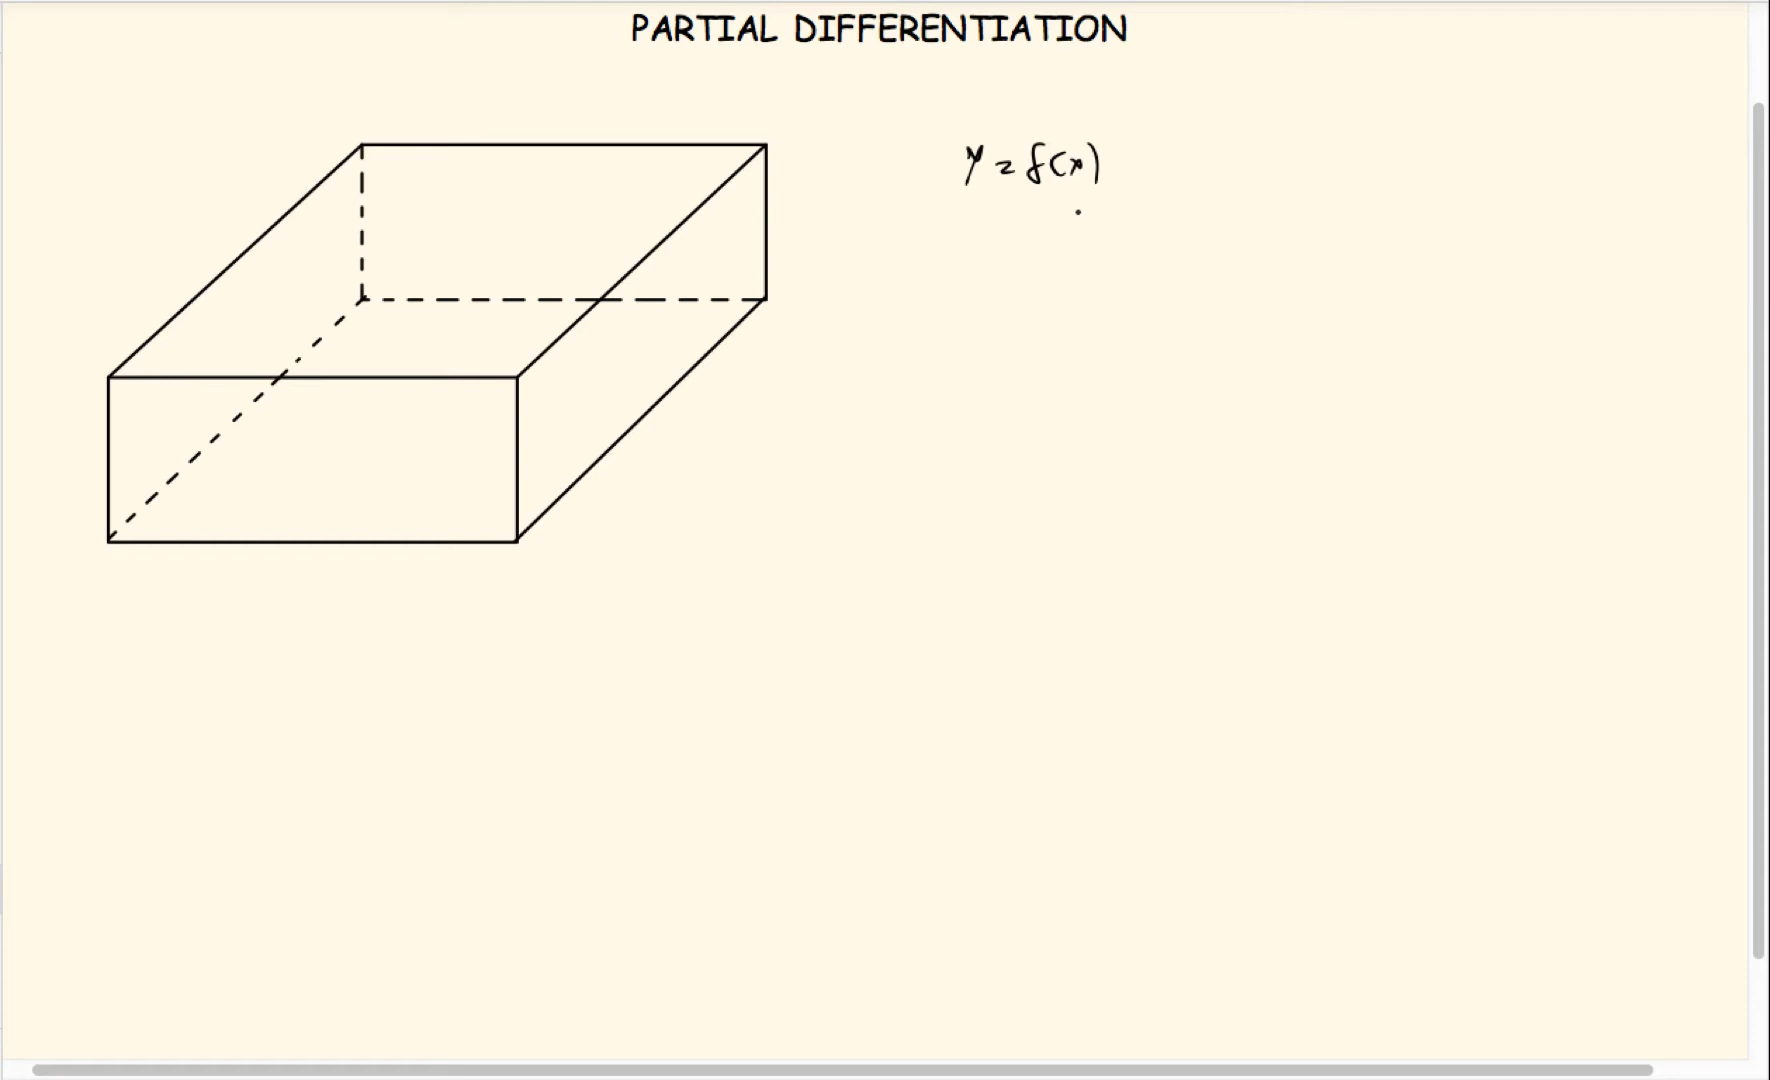 PARTIAL DIFFERENTIATION
y = f(x)